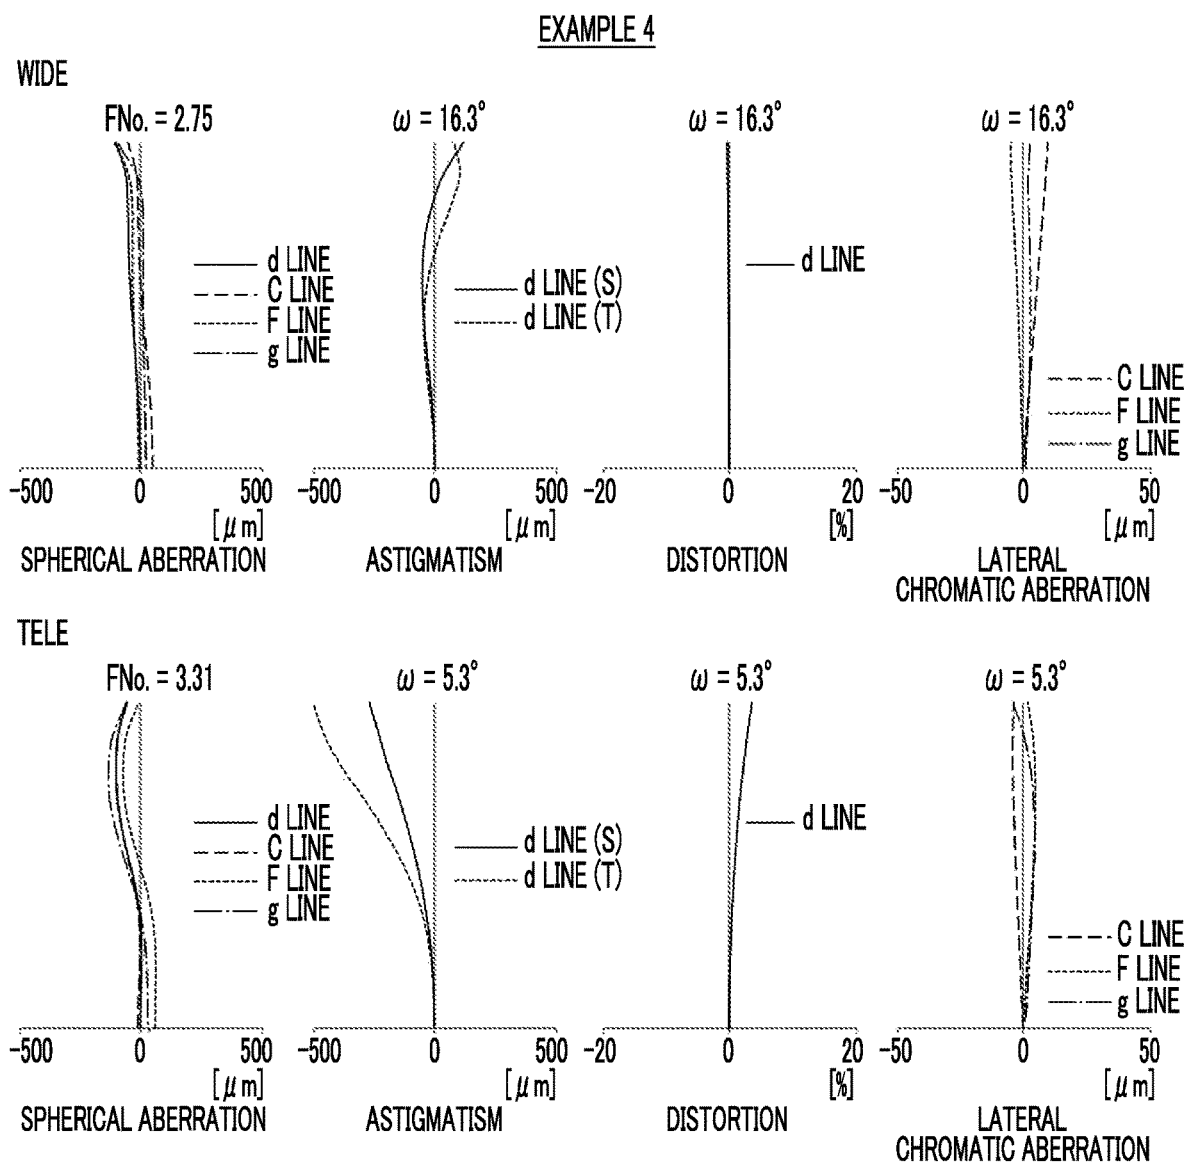 EXAMPLE 4
WIDE
FNo. = 2.75
ω = 16.3°
ω = 16.3°
ω = 16.3°
d LINE
C LINE
F LINE
g LINE
d LINE (S)
d LINE (T)
d LINE
C LINE
F LINE
g LINE
-500 0 500
[μm]
SPHERICAL ABERRATION
-500 0 500
[μm]
ASTIGMATISM
-20 0 20
[%]
DISTORTION
-50 0 50
[μm]
LATERAL
CHROMATIC ABERRATION
TELE
FNo. = 3.31
ω = 5.3°
ω = 5.3°
ω = 5.3°
d LINE
C LINE
F LINE
g LINE
d LINE (S)
d LINE (T)
d LINE
C LINE
F LINE
g LINE
-500 0 500
[μm]
SPHERICAL ABERRATION
-500 0 500
[μm]
ASTIGMATISM
-20 0 20
[%]
DISTORTION
-50 0 50
[μm]
LATERAL
CHROMATIC ABERRATION